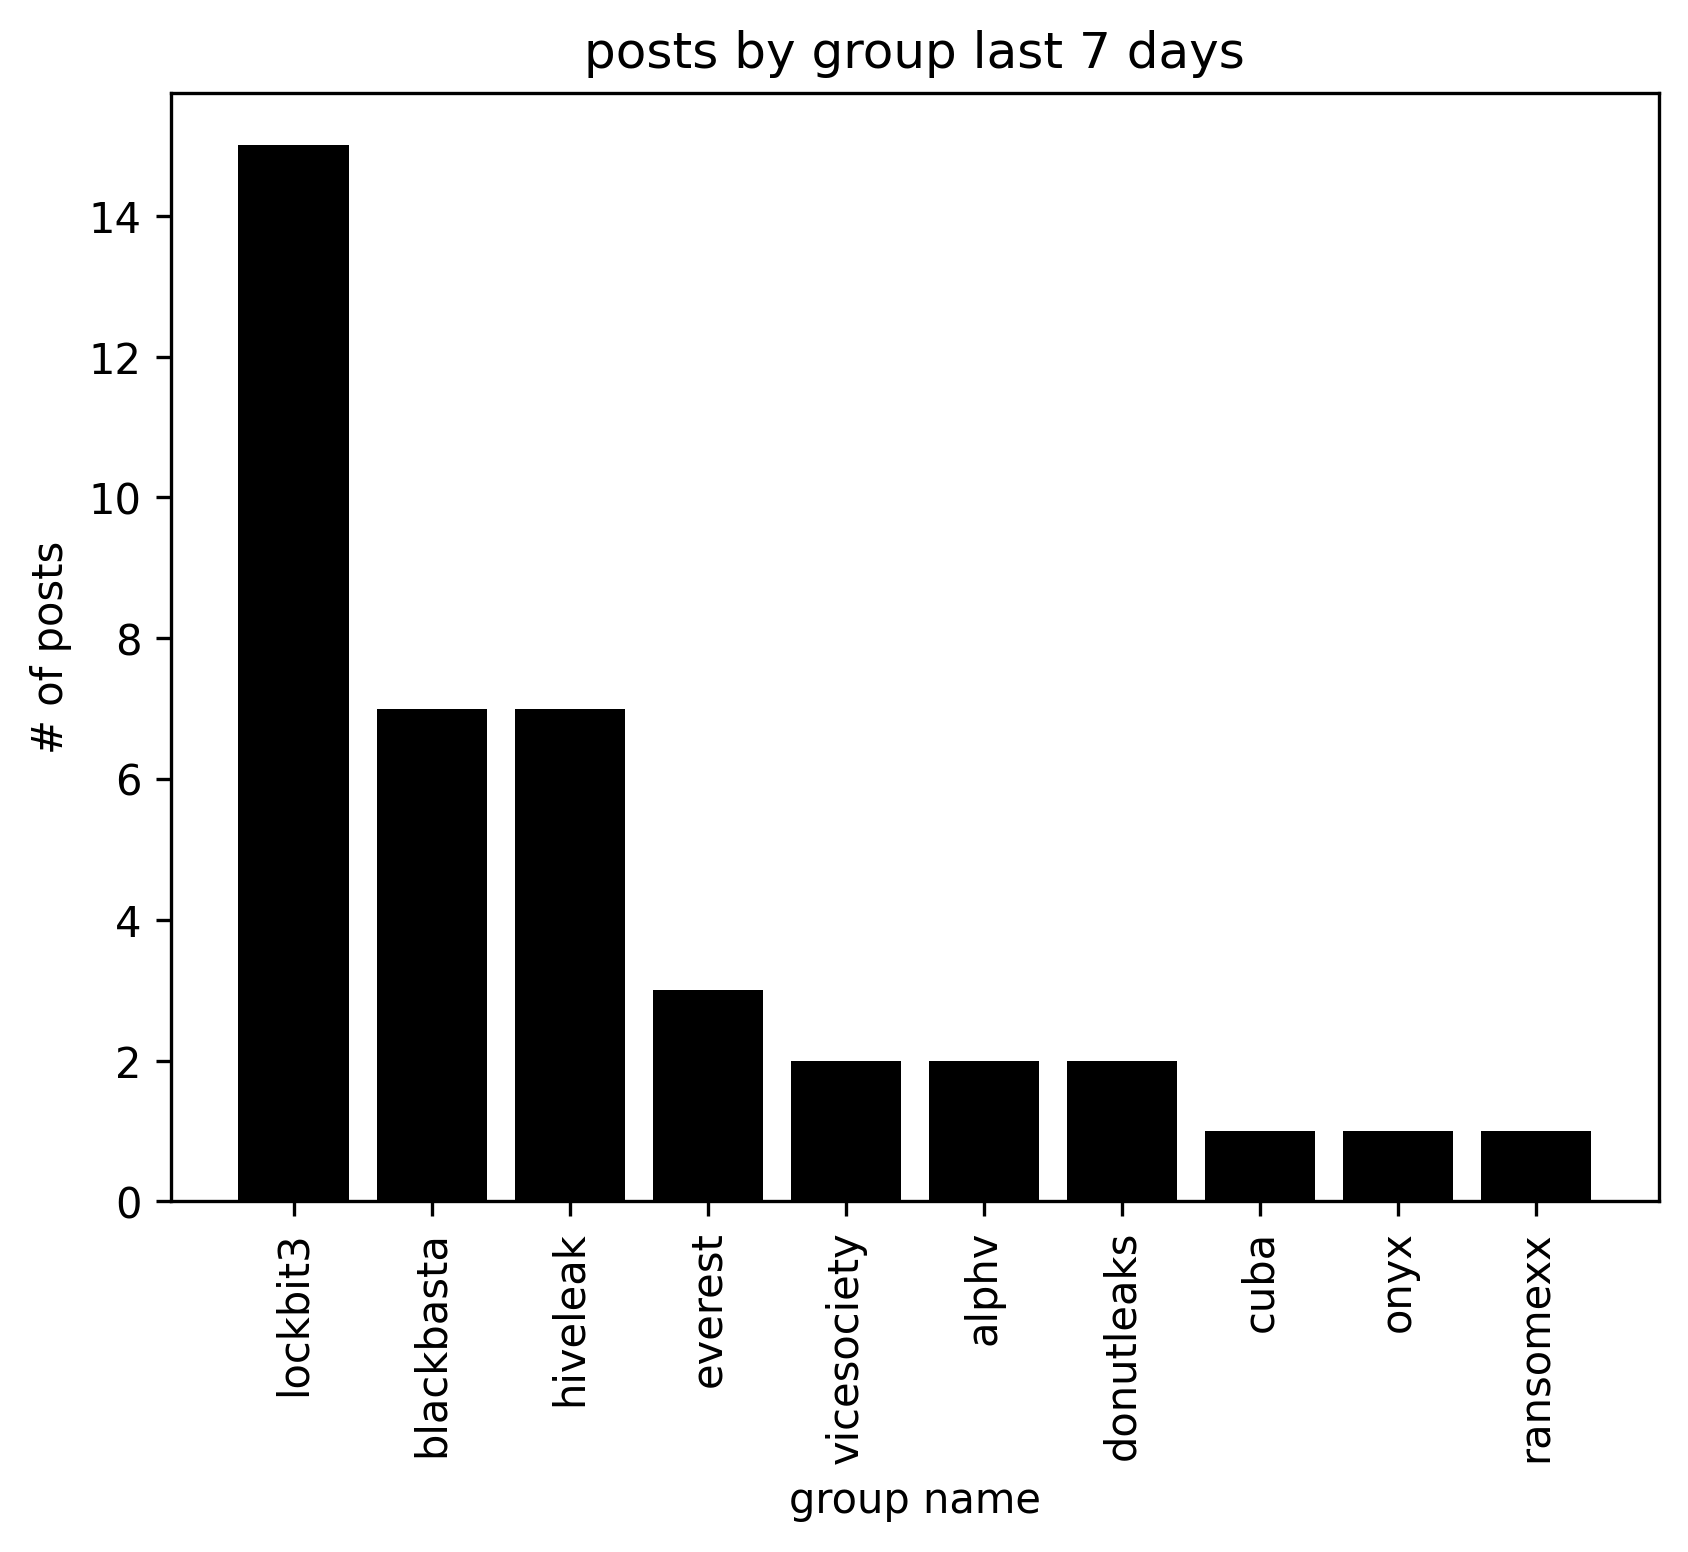 posts by group last 7 days
# of posts
14
12
10
8
6
4
2
0
lockbit3
blackbasta
hiveleak
everest
vicesociety
alphv
donutleaks
cuba
onyx
ransomexx
group name